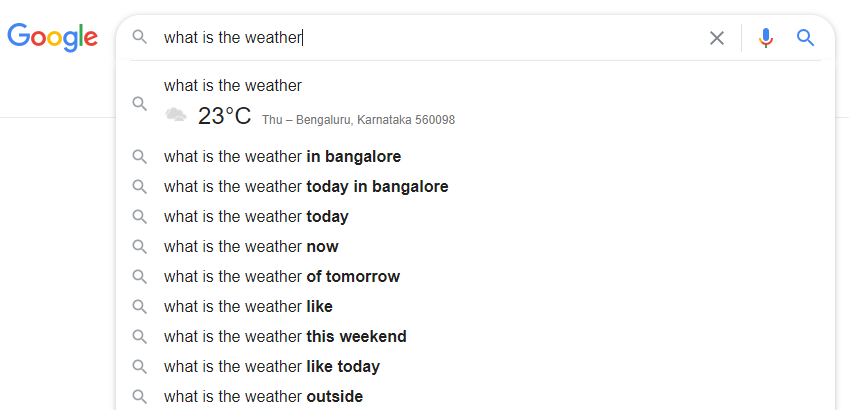 Google
what is the weather
what is the weather
23°C Thu – Bengaluru, Karnataka 560098
what is the weather in bangalore
what is the weather today in bangalore
what is the weather today
what is the weather now
what is the weather of tomorrow
what is the weather like
what is the weather this weekend
what is the weather like today
what is the weather outside